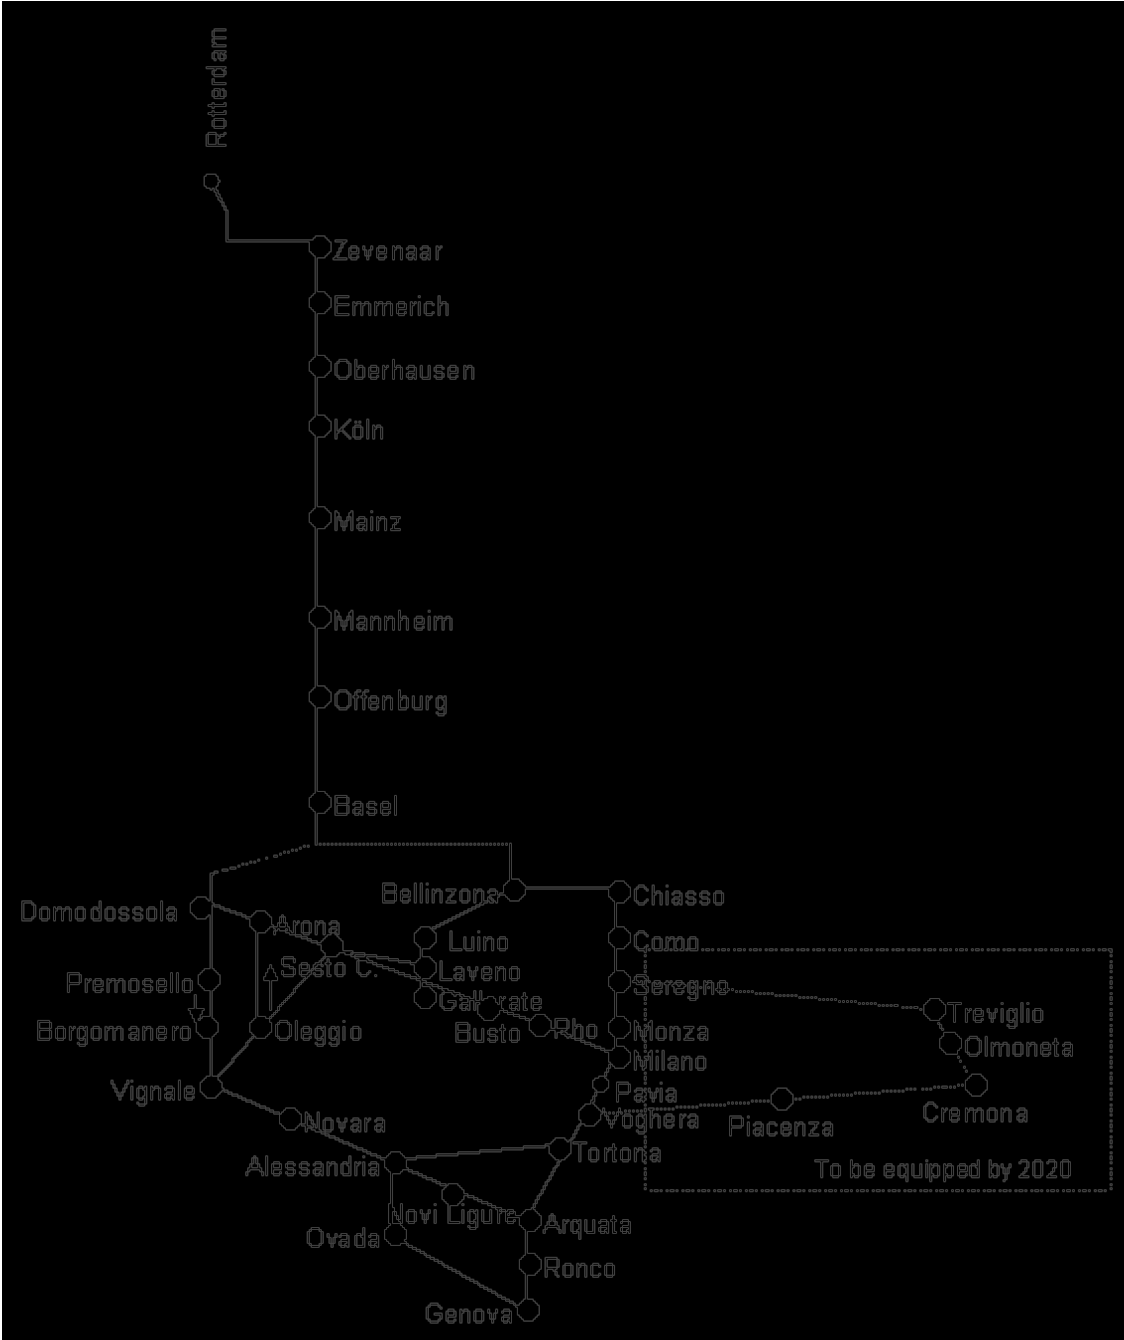 Rotterdam
Zevenaar
Emmerich
Oberhausen
Köln
Mainz
Mannheim
Offenburg
Basel
Bellinzona
Chiasso
Domodossola
Arona
Luino
Como
Sesto C.
Laveno
Premosello
Seregno
Gallarate
Treviglio
Borgomanero
Oleggio
Busto
Rho
Monza
Olmoneta
Milano
Vignale
Pavia
Novara
Voghera
Piacenza
Cremona
Alessandria
Tortona
To be equipped by 2020
Novi Ligure
Arquata
Ovada
Ronco
Genova